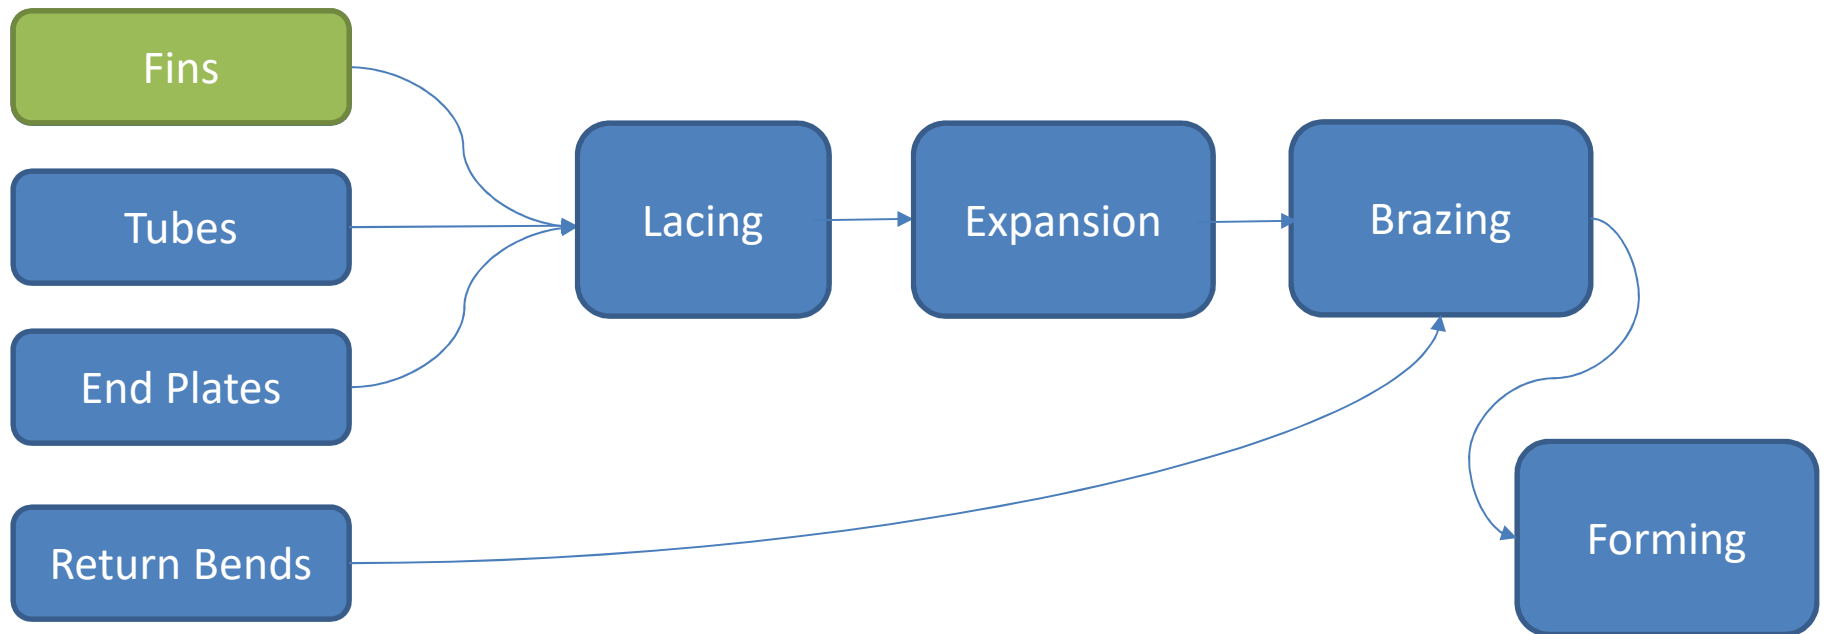 Fins
Tubes
End Plates
Return Bends
Lacing
Expansion
Brazing
Forming